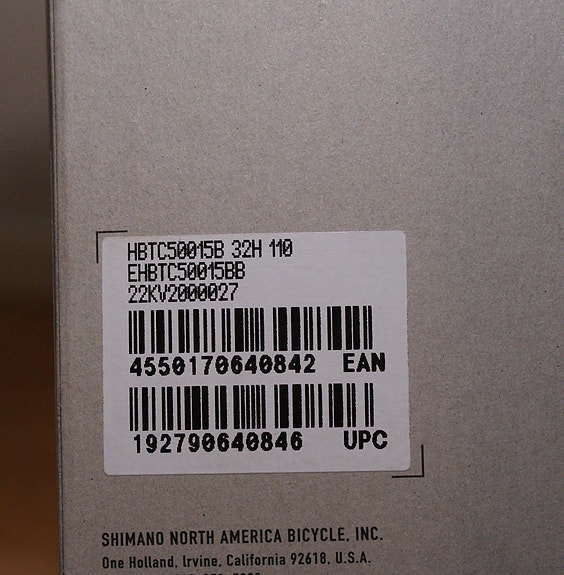 HBTC50015B 32H 110
EHBTC50015BB
22KV2000027
4550170640842 EAN
192790640846 UPC
SHIMANO NORTH AMERICA BICYCLE, INC.
One Holland, Irvine, California 92618, U.S.A.